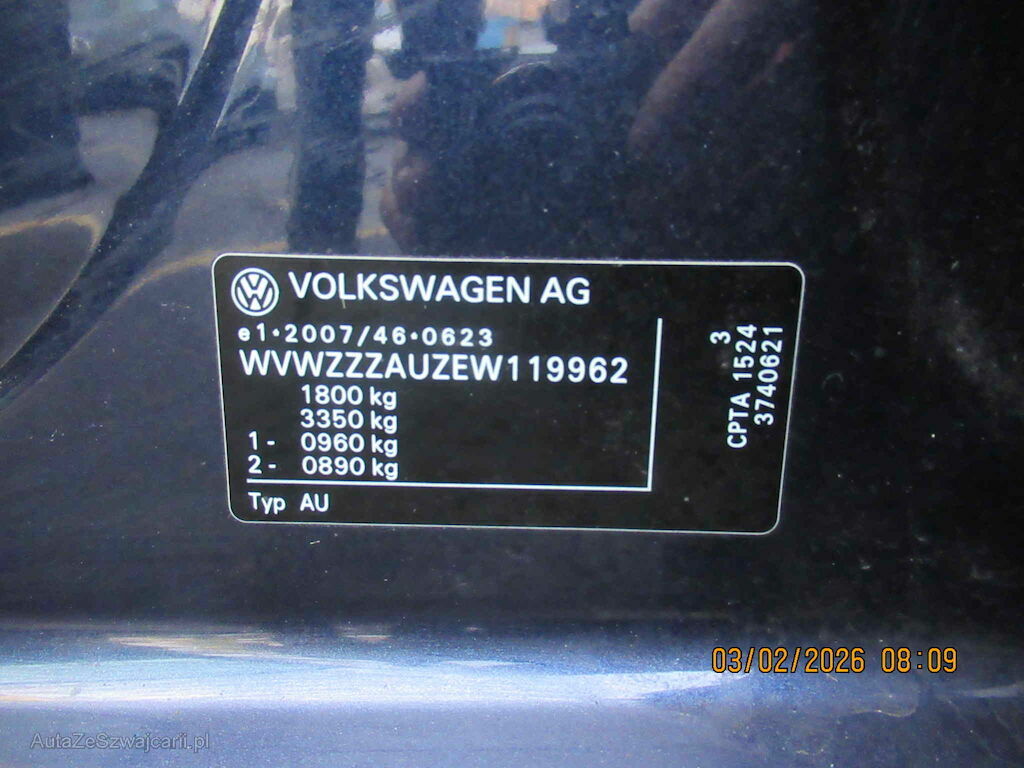 VOLKSWAGEN AG
e1*2007/46*0623
WVWZZZAUZEW119962
1800 kg
3350 kg
1- 0960 kg
2- 0890 kg
Typ AU
3
CPTA 1524
3740621
03/02/2026 08:09
AutaZeSzwajcarii.pl